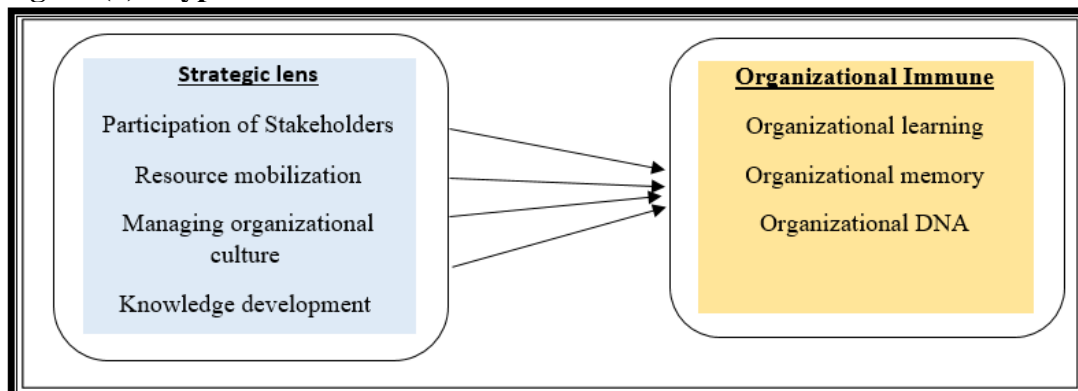 Strategic lens
Participation of Stakeholders
Resource mobilization
Managing organizational
culture
Knowledge development
Organizational Immune
Organizational learning
Organizational memory
Organizational DNA